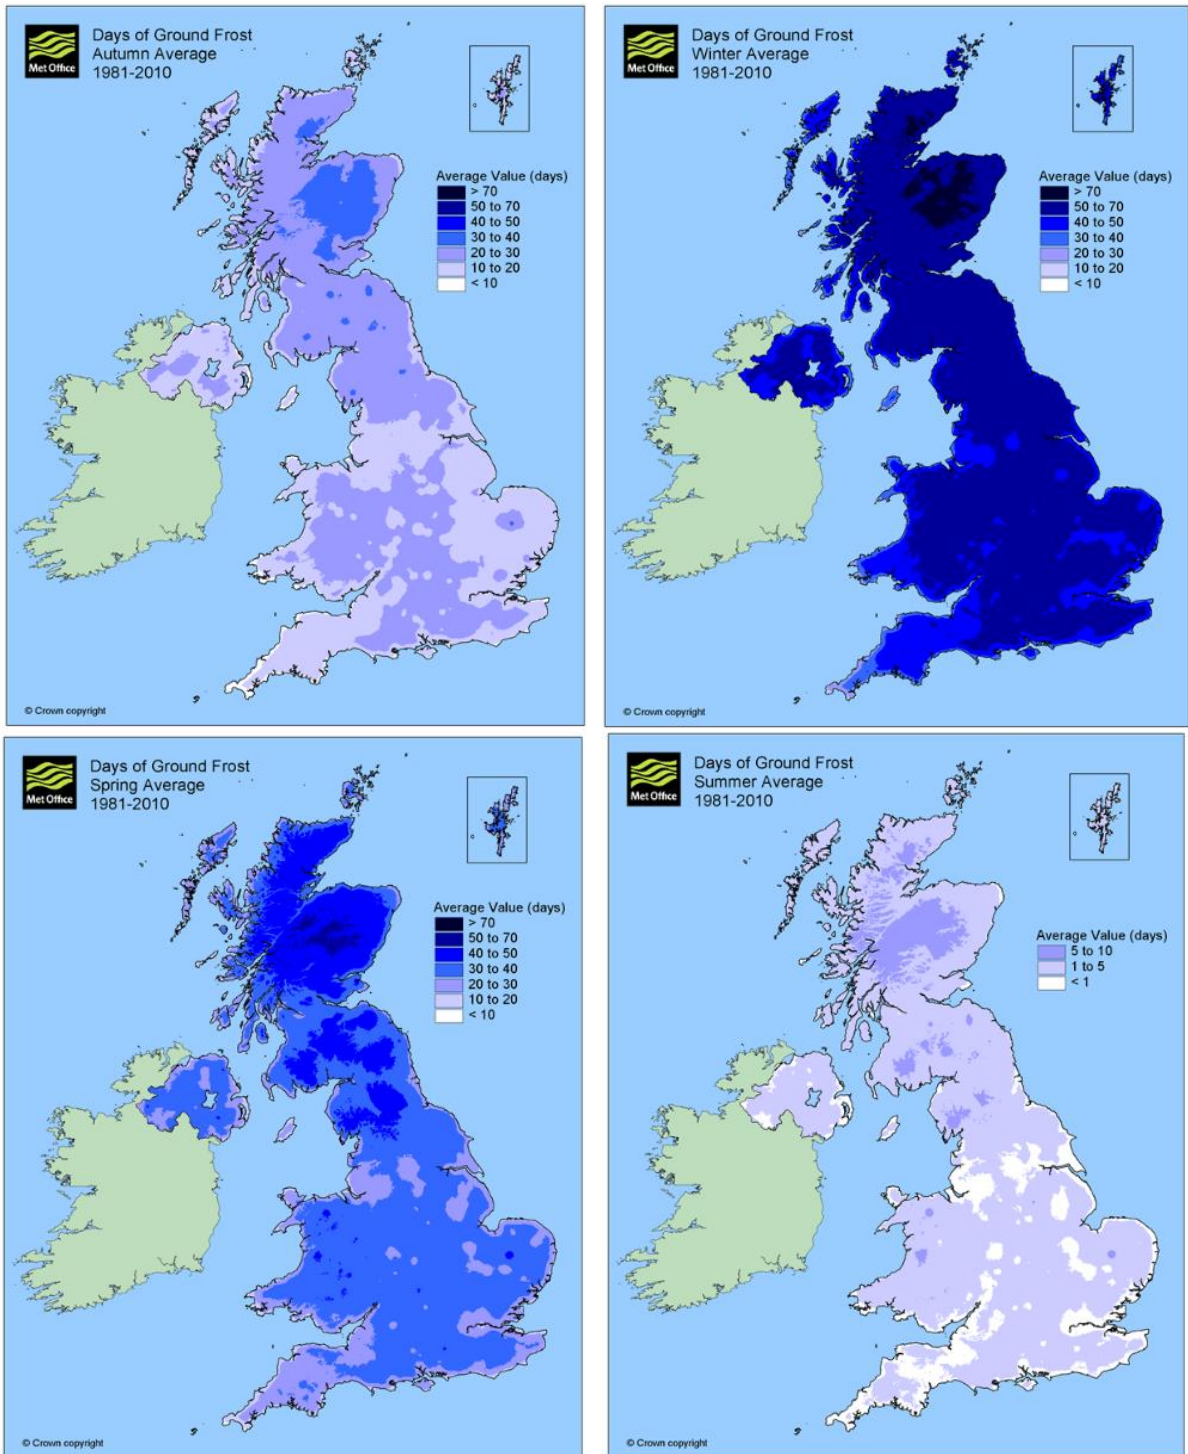 Met Office
Days of Ground Frost
Autumn Average
1981-2010
Average Value (days)
> 70
50 to 70
40 to 50
30 to 40
20 to 30
10 to 20
< 10
© Crown copyright
Met Office
Days of Ground Frost
Winter Average
1981-2010
Average Value (days)
> 70
50 to 70
40 to 50
30 to 40
20 to 30
10 to 20
< 10
© Crown copyright
Met Office
Days of Ground Frost
Spring Average
1981-2010
Average Value (days)
> 70
50 to 70
40 to 50
30 to 40
20 to 30
10 to 20
< 10
© Crown copyright
Met Office
Days of Ground Frost
Summer Average
1981-2010
Average Value (days)
5 to 10
1 to 5
< 1
© Crown copyright